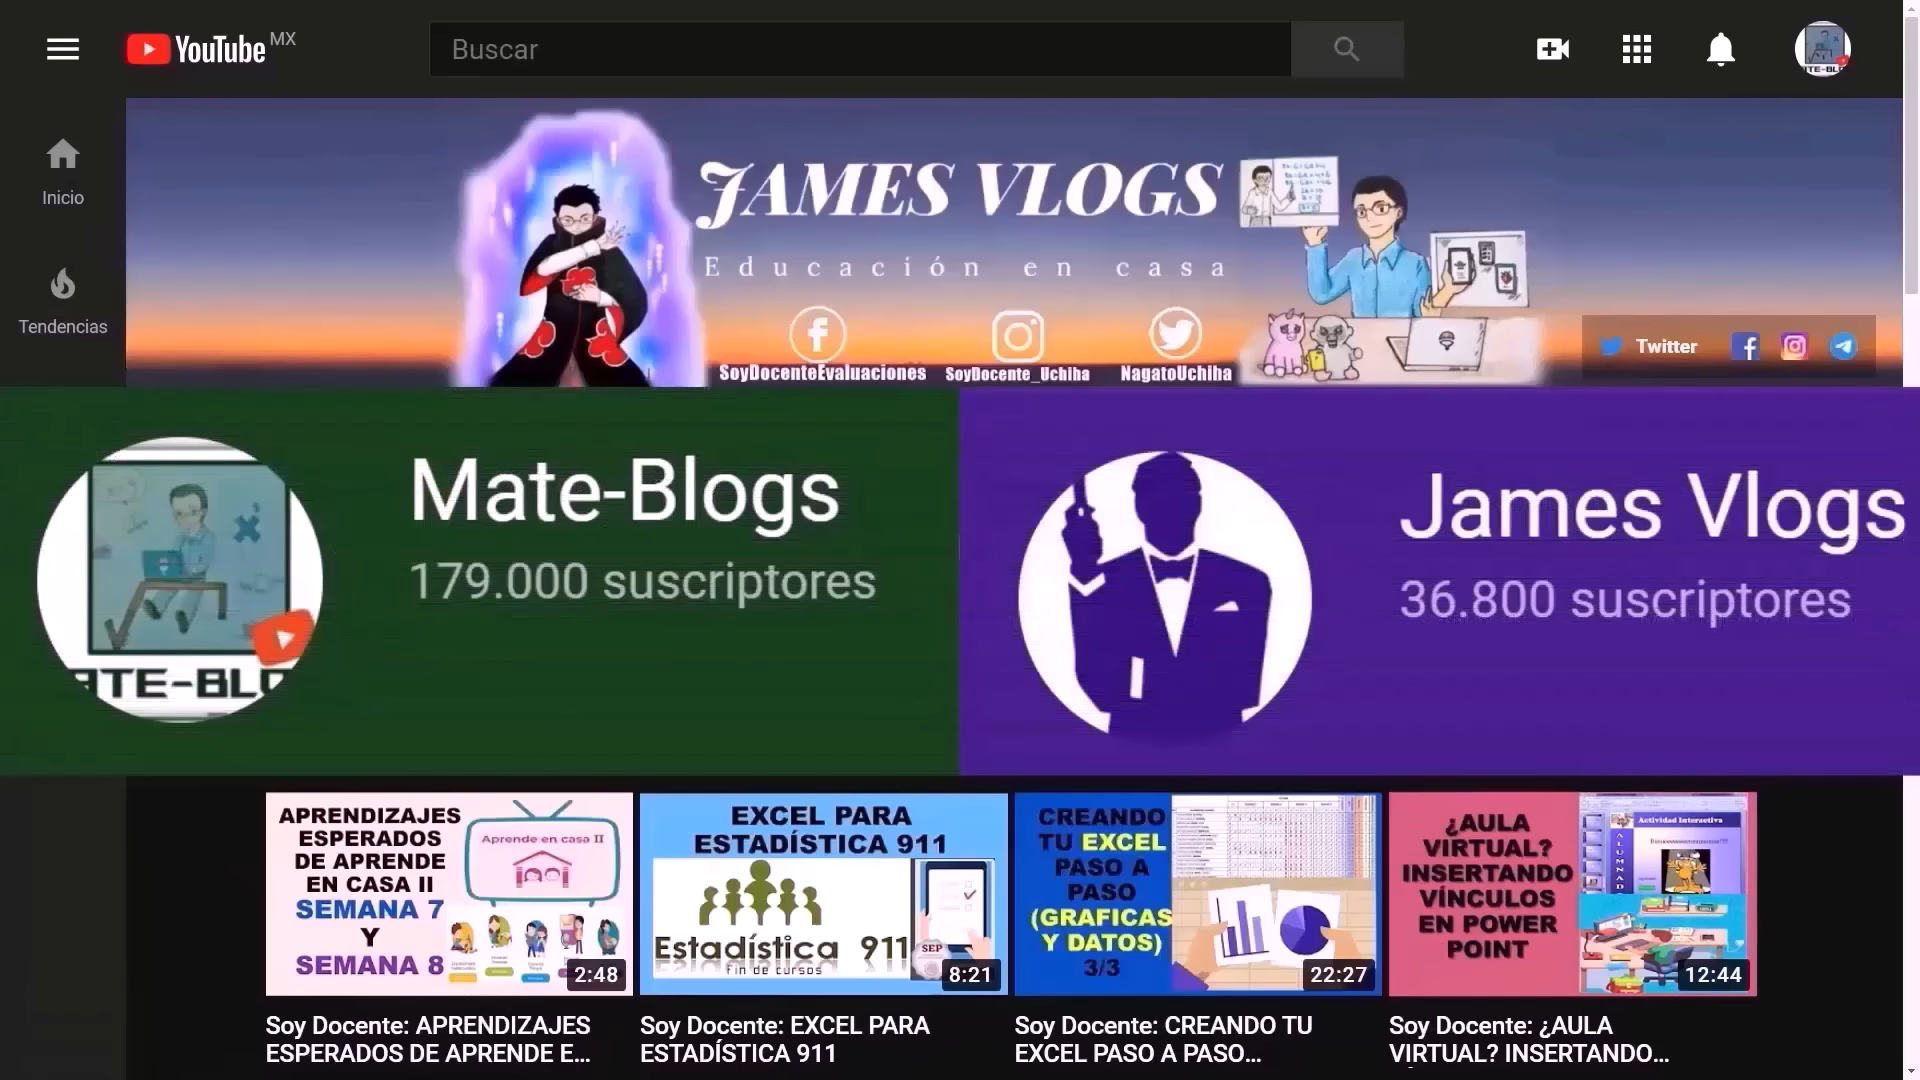 YouTube MX
Buscar
Inicio
Tendencias
JAMES VLOGS
Educación en casa
SoyDocenteEvaluaciones
SoyDocente_Uchiha
NagatoUchiha
Twitter
Mate-Blogs
179.000 suscriptores
ATE-BLO
James Vlogs
36.800 suscriptores
APRENDIZAJES
ESPERADOS
DE APRENDE
EN CASA II
SEMANA 7
Y
SEMANA 8
Aprende en casa II
2:48
EXCEL PARA
ESTADÍSTICA 911
Estadística 911
fin de cursos
SEP
8:21
CREANDO
TU EXCEL
PASO A
PASO
(GRAFICAS
Y DATOS)
3/3
22:27
¿AULA
VIRTUAL?
INSERTANDO
VÍNCULOS
EN POWER
POINT
Actividad Interactiva
ALUMNAD
12:44
Soy Docente: APRENDIZAJES
ESPERADOS DE APRENDE E...
Soy Docente: EXCEL PARA
ESTADÍSTICA 911
Soy Docente: CREANDO TU
EXCEL PASO A PASO...
Soy Docente: ¿AULA
VIRTUAL? INSERTANDO...